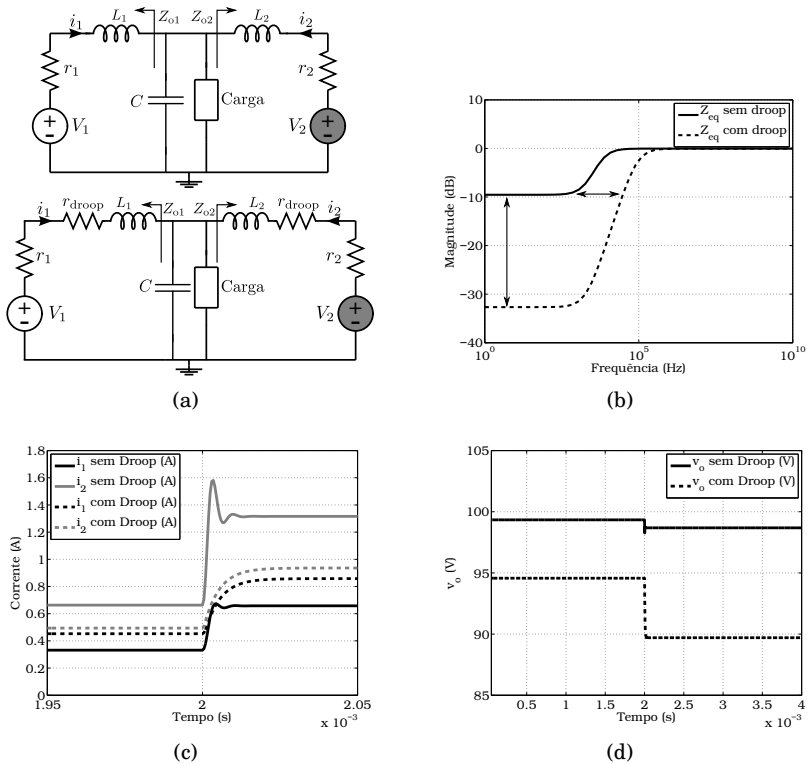 i1 L1 Zo1 Zo2 L2 i2
r1 r2
C Carga
V1 V2
i1 rdroop L1 Zo1 Zo2 L2 rdroop i2
r1 r2
C Carga
V1 V2
(a)
Zeq sem droop
Zeq com droop
Magnitude (dB)
10
0
−10
−20
−30
−40
10^0 10^5 10^10
Frequência (Hz)
(b)
i1 sem Droop (A)
i2 sem Droop (A)
i1 com Droop (A)
i2 com Droop (A)
Corrente (A)
1.8
1.6
1.4
1.2
1
0.8
0.6
0.4
0.2
0
1.95 2 2.05
Tempo (s)
x 10^−3
(c)
vo sem Droop (V)
vo com Droop (V)
vo (V)
105
100
95
90
85
0.5 1 1.5 2 2.5 3 3.5 4
Tempo (s)
x 10^−3
(d)